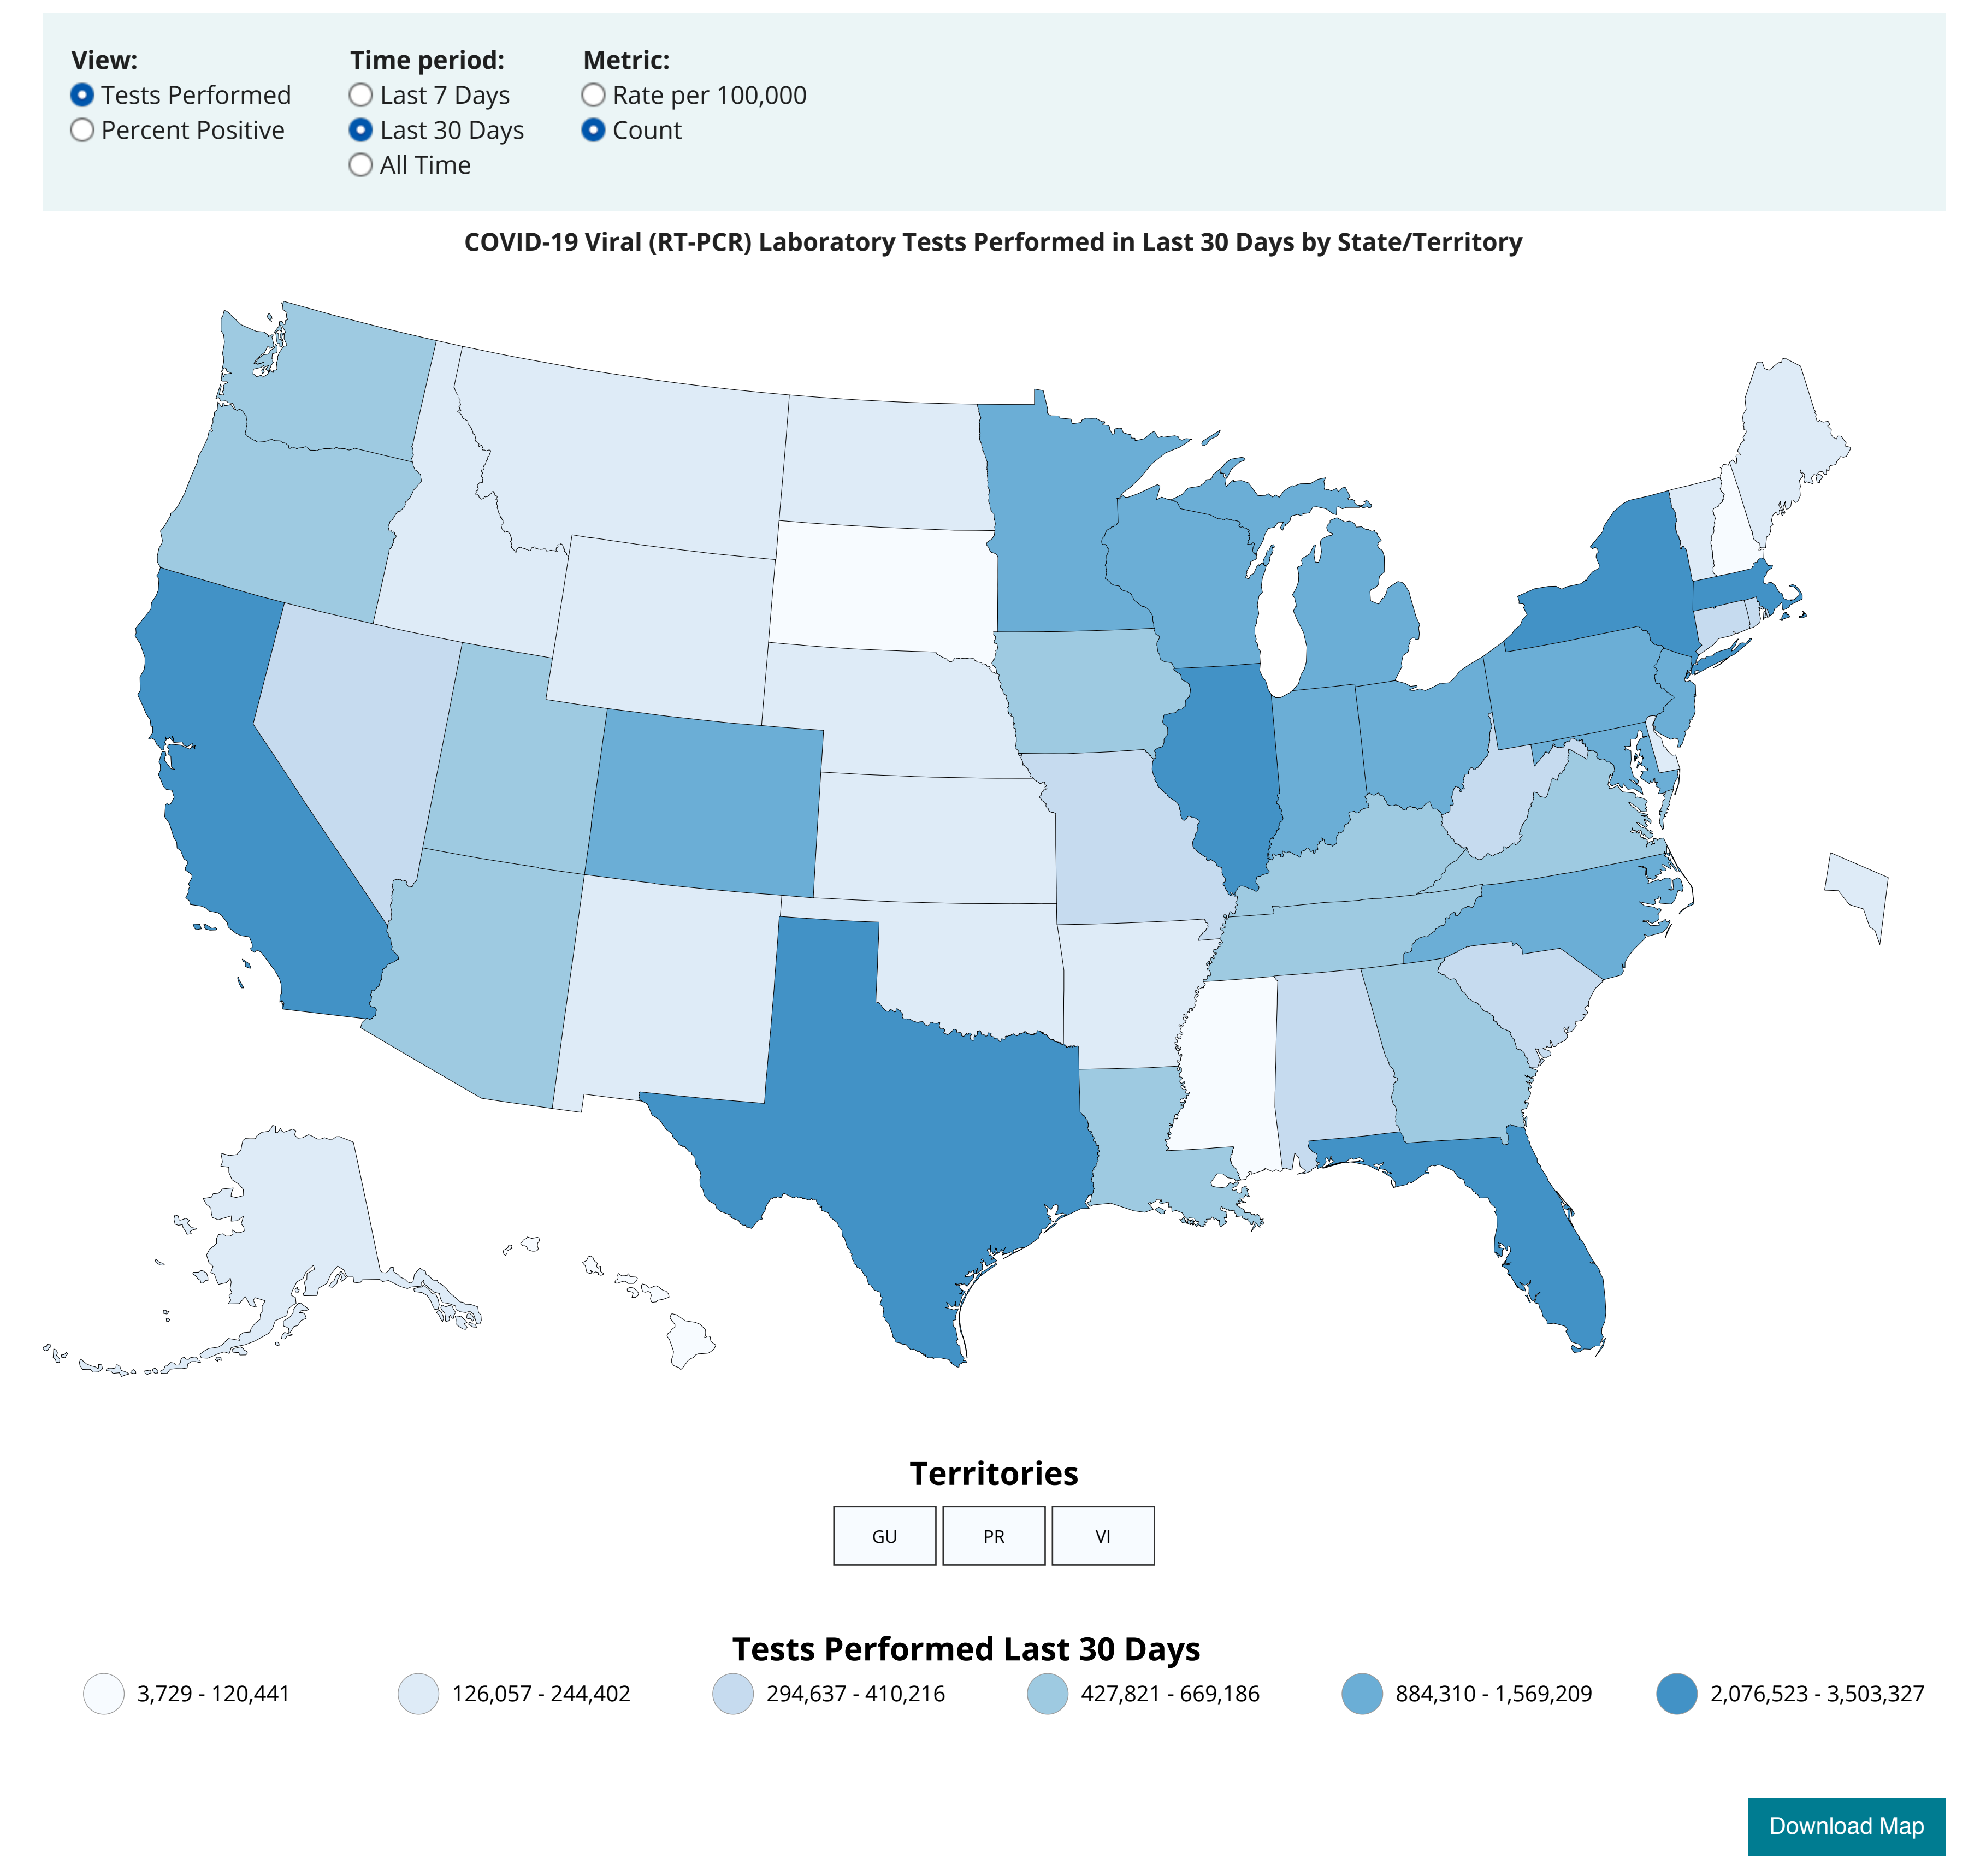 View:
Tests Performed
Percent Positive
Time period:
Last 7 Days
Last 30 Days
All Time
Metric:
Rate per 100,000
Count
COVID-19 Viral (RT-PCR) Laboratory Tests Performed in Last 30 Days by State/Territory
Territories
GU PR VI
Tests Performed Last 30 Days
3,729 - 120,441 126,057 - 244,402 294,637 - 410,216 427,821 - 669,186 884,310 - 1,569,209 2,076,523 - 3,503,327
Download Map